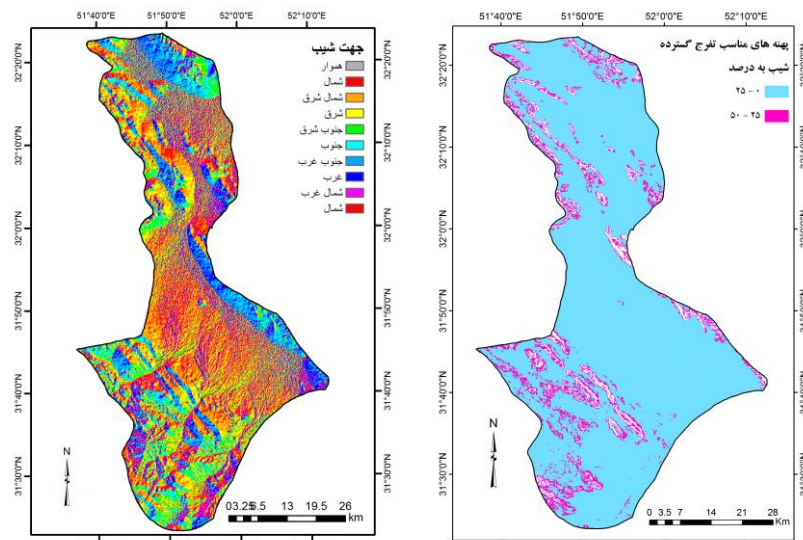 51°40'0"E 51°50'0"E 52°0'0"E 52°10'0"E
32°20'0"N
32°10'0"N
32°0'0"N
31°50'0"N
31°40'0"N
31°30'0"N
جهت شیب
هموار
شمال
شمال شرق
شرق
جنوب شرق
جنوب
جنوب غرب
غرب
شمال غرب
شمال
N
03.256.5 13 19.5 26
Km
51°40'0"E 51°50'0"E 52°0'0"E 52°10'0"E
32°20'0"N
32°10'0"N
32°0'0"N
31°50'0"N
31°40'0"N
31°30'0"N
پهنه های مناسب تفرج گسترده
شیب به درصد
۰ - ۲۵
۲۵ - ۵۰
N
0 3.5 7 14 21 28
Km